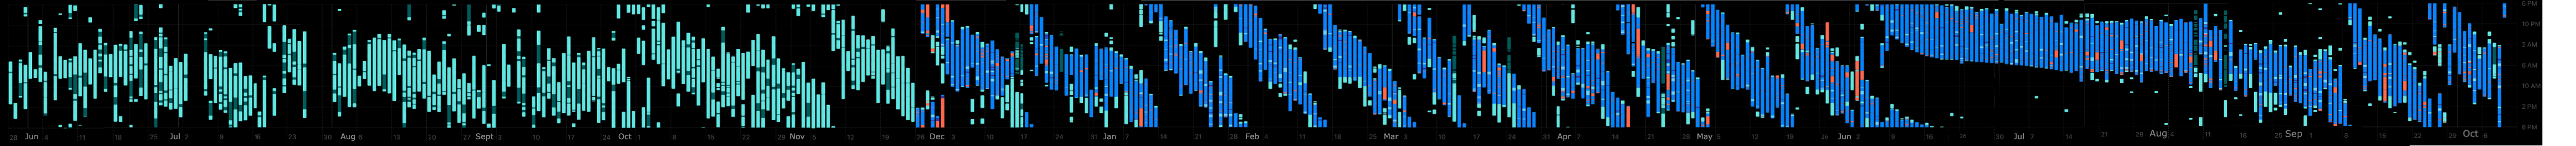 6 PM
10 PM
2 AM
6 AM
10 AM
2 PM
6 PM
28 Jun 4 11 18 25 Jul 2 9 16 23 30 Aug 6 13 20 27 Sept 3 10 17 24 Oct 1 8 15 22 29 Nov 5 12 19 26 Dec 3 10 17 24 31 Jan 7 14 21 28 Feb 4 11 18 25 Mar 3 10 17 24 31 Apr 7 14 21 28 May 5 12 19 Jun 2 9 16 30 Jul 7 14 21 28 Aug 4 11 18 25 Sep 1 8 19 22 29 Oct 6